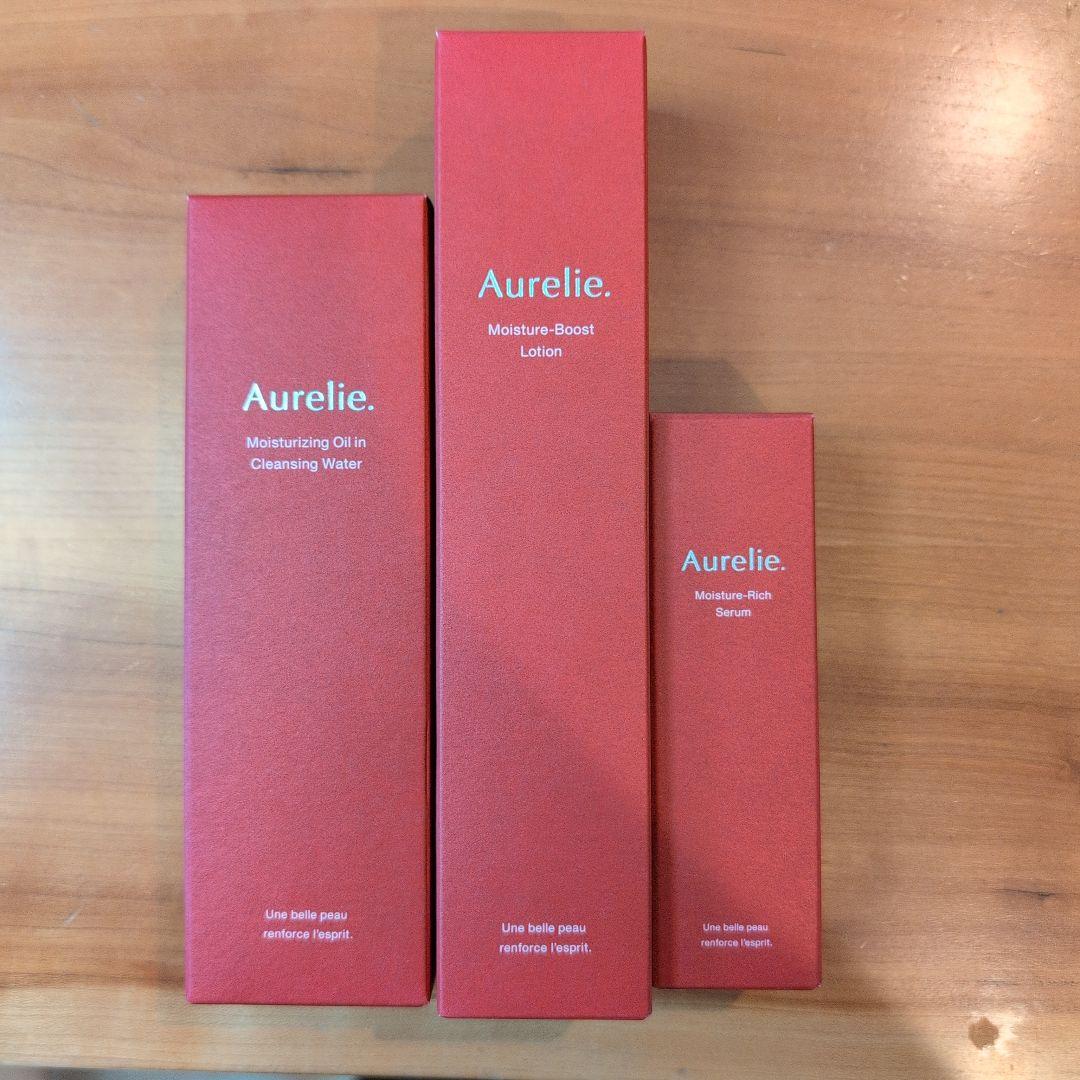 Aurelie.
Moisturizing Oil in
Cleansing Water
Une belle peau
renforce l'esprit.
Aurelie.
Moisture-Boost
Lotion
Une belle peau
renforce l'esprit.
Aurelie.
Moisture-Rich
Serum
Une belle peau
renforce l'esprit.